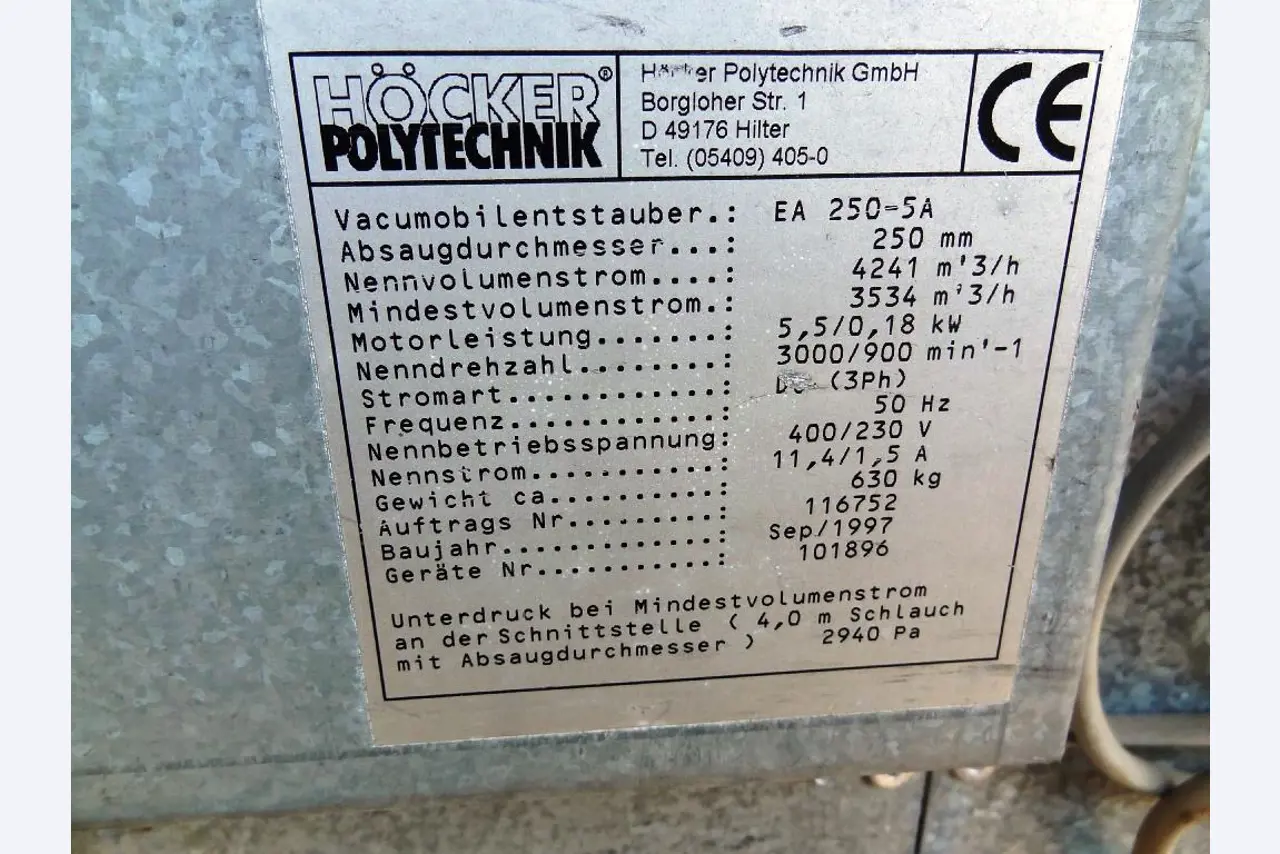 HÖCKER®
POLYTECHNIK
Polytechnik GmbH
Borgloher Str. 1
D 49176 Hilter
Tel. (05409) 405-0
CE
Vacumobilentstauber.: EA 250-5A
Absaugdurchmesser...: 250 mm
Nennvolumenstrom....: 4241 m'3/h
Mindestvolumenstrom.: 3534 m'3/h
Motorleistung.......: 5,5/0,18 kW
Nenndrehzahl........: 3000/900 min'-1
Stromart............: (3Ph)
Frequenz............: 50 Hz
Nennbetriebsspannung: 400/230 V
Nennstrom...........: 11,4/1,5 A
Gewicht ca..........: 630 kg
Auftrags Nr.........: 116752
Baujahr.............: Sep/1997
Geräte Nr...........: 101896
Unterdruck bei Mindestvolumenstrom
an der Schnittstelle ( 4,0 m Schlauch
mit Absaugdurchmesser ) 2940 Pa